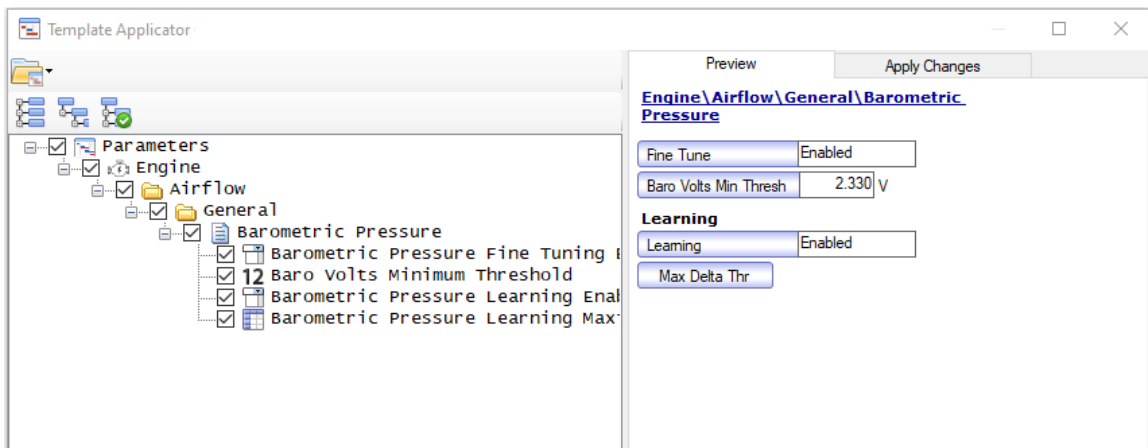 Template Applicator
Preview
Apply Changes
Engine\Airflow\General\Barometric
Pressure
Fine Tune
Enabled
Baro Volts Min Thresh
2.330 V
Learning
Learning
Enabled
Max Delta Thr
Parameters
Engine
Airflow
General
Barometric Pressure
Barometric Pressure Fine Tuning
12 Baro Volts Minimum Threshold
Barometric Pressure Learning
Barometric Pressure Learning